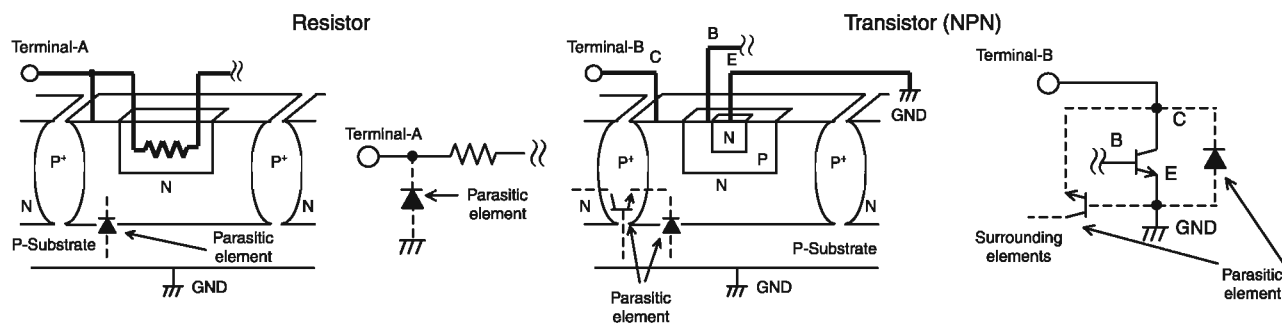 Resistor
Terminal-A
P+
P+
N
N
N
P-Substrate
Parasitic
element
GND
Terminal-A
Parasitic
element
Transistor (NPN)
Terminal-B
C
B
E
GND
P+
N
P+
P
N
N
N
P-Substrate
GND
Parasitic
element
Terminal-B
C
B
E
GND
Surrounding
elements
Parasitic
element